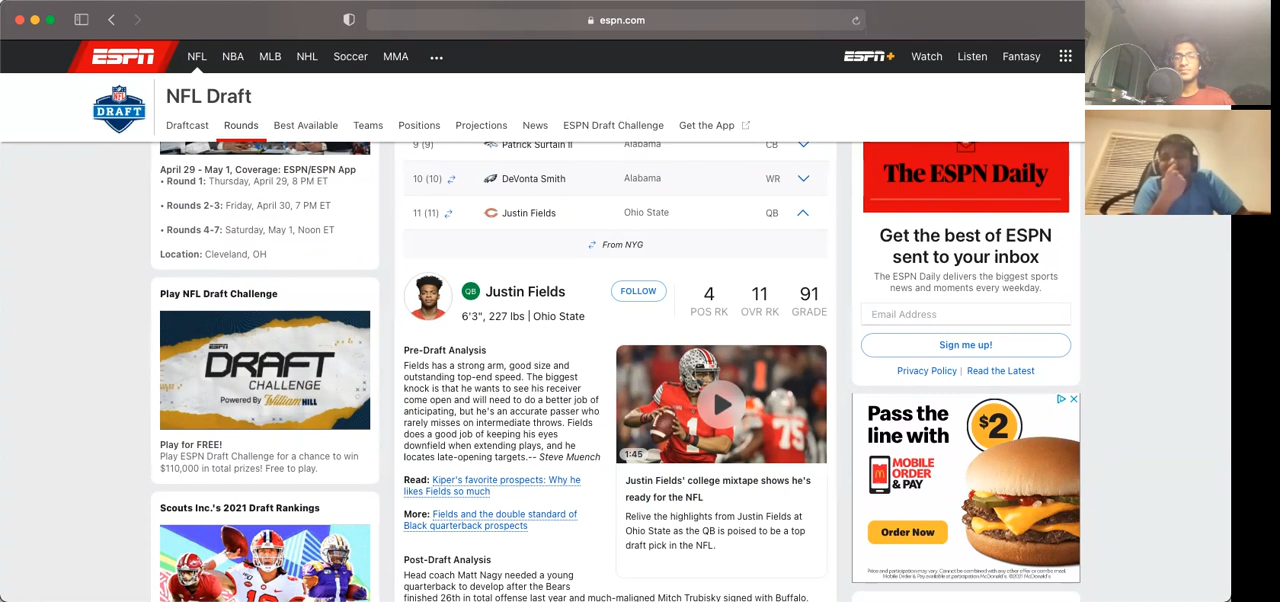 espn.com
ESPN
NFL
NBA
MLB
NHL
Soccer
MMA
ESPN+
Watch
Listen
Fantasy
NFL
DRAFT
NFL Draft
Draftcast
Rounds
Best Available
Teams
Positions
Projections
News
ESPN Draft Challenge
Get the App
April 29 - May 1, Coverage: ESPN/ESPN App
• Round 1: Thursday, April 29, 8 PM ET
• Rounds 2-3: Friday, April 30, 7 PM ET
• Rounds 4-7: Saturday, May 1, Noon ET
Location: Cleveland, OH
Play NFL Draft Challenge
ESPN
DRAFT
CHALLENGE
Powered By William HILL
Play for FREE!
Play ESPN Draft Challenge for a chance to win
$110,000 in total prizes! Free to play.
Scouts Inc.'s 2021 Draft Rankings
9 (9) Patrick Surtain II Alabama CB
10 (10) DeVonta Smith Alabama WR
11 (11) Justin Fields Ohio State QB
From NYG
QB Justin Fields
6'3", 227 lbs | Ohio State
FOLLOW
4 11 91
POS RK OVR RK GRADE
Pre-Draft Analysis
Fields has a strong arm, good size and
outstanding top-end speed. The biggest
knock is that he wants to see his receiver
come open and will need to do a better job of
anticipating, but he's an accurate passer who
rarely misses on intermediate throws. Fields
does a good job of keeping his eyes
downfield when extending plays, and he
locates late-opening targets.-- Steve Muench
Read: Kiper's favorite prospects: Why he
likes Fields so much
More: Fields and the double standard of
Black quarterback prospects
Post-Draft Analysis
Head coach Matt Nagy needed a young
quarterback to develop after the Bears
finished 26th in total offense last year and much-maligned Mitch Trubisky signed with Buffalo.
1:45
Justin Fields' college mixtape shows he's
ready for the NFL
Relive the highlights from Justin Fields at
Ohio State as the QB is poised to be a top
draft pick in the NFL.
The ESPN Daily
Get the best of ESPN
sent to your inbox
The ESPN Daily delivers the biggest sports
news and moments every weekday.
Email Address
Sign me up!
Privacy Policy | Read the Latest
Pass the
line with
$2
MOBILE
ORDER
& PAY
Order Now